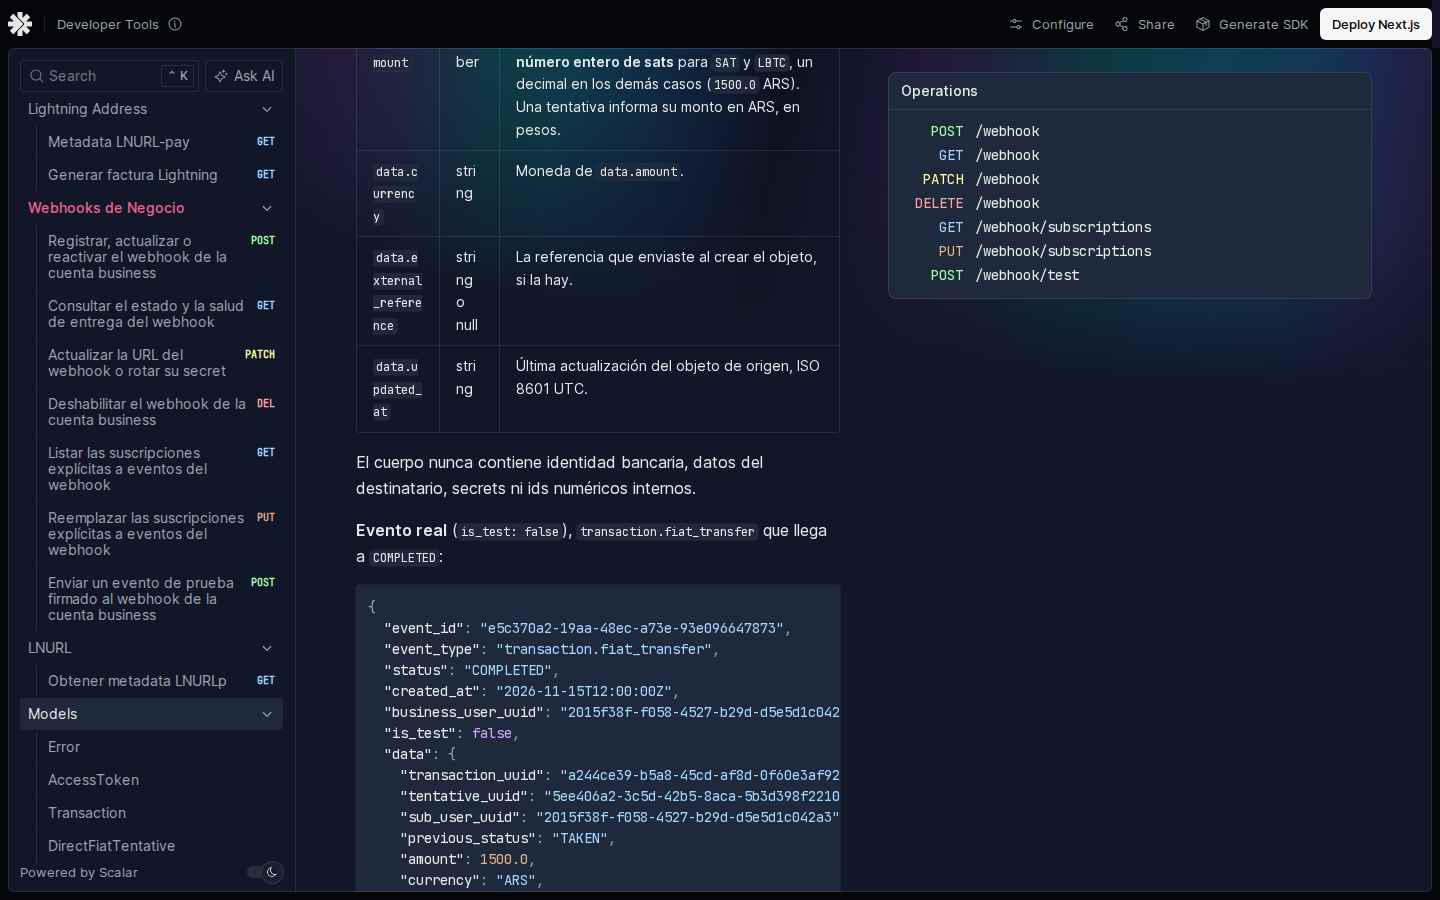 Developer Tools
Configure
Share
Generate SDK
Deploy Next.js
Search
⌃ K
Ask AI
Lightning Address
Metadata LNURL-pay GET
Generar factura Lightning GET
Webhooks de Negocio
Registrar, actualizar o POST
reactivar el webhook de la
cuenta business
Consultar el estado y la salud GET
de entrega del webhook
Actualizar la URL del PATCH
webhook o rotar su secret
Deshabilitar el webhook de la DEL
cuenta business
Listar las suscripciones GET
explícitas a eventos del
webhook
Reemplazar las suscripciones PUT
explícitas a eventos del
webhook
Enviar un evento de prueba POST
firmado al webhook de la
cuenta business
LNURL
Obtener metadata LNURLp GET
Models
Error
AccessToken
Transaction
DirectFiatTentative
Powered by Scalar
mount ber número entero de sats para SAT y LBTC, un
decimal en los demás casos (1500.0 ARS).
Una tentativa informa su monto en ARS, en
pesos.
data.c stri Moneda de data.amount.
urrenc ng
y
data.e stri La referencia que enviaste al crear el objeto,
xternal ng si la hay.
_refere o
nce null
data.u stri Última actualización del objeto de origen, ISO
pdated_ ng 8601 UTC.
at
El cuerpo nunca contiene identidad bancaria, datos del
destinatario, secrets ni ids numéricos internos.
Evento real (is_test: false), transaction.fiat_transfer que llega
a COMPLETED:
{
"event_id": "e5c370a2-19aa-48ec-a73e-93e096647873",
"event_type": "transaction.fiat_transfer",
"status": "COMPLETED",
"created_at": "2026-11-15T12:00:00Z",
"business_user_uuid": "2015f38f-f058-4527-b29d-d5e5d1c042
"is_test": false,
"data": {
"transaction_uuid": "a244ce39-b5a8-45cd-af8d-0f60e3af92
"tentative_uuid": "5ee406a2-3c5d-42b5-8aca-5b3d398f2210
"sub_user_uuid": "2015f38f-f058-4527-b29d-d5e5d1c042a3"
"previous_status": "TAKEN",
"amount": 1500.0,
"currency": "ARS",
Operations
POST /webhook
GET /webhook
PATCH /webhook
DELETE /webhook
GET /webhook/subscriptions
PUT /webhook/subscriptions
POST /webhook/test